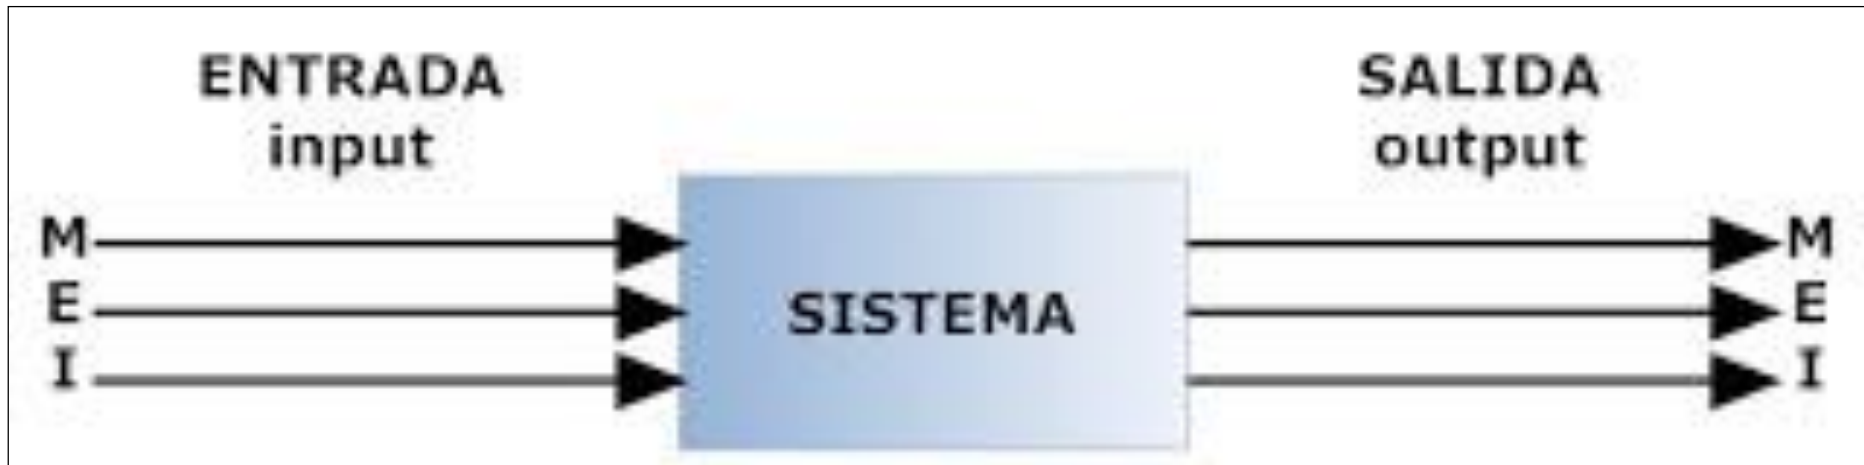 ENTRADA
input
SALIDA
output
M
E
I
SISTEMA
M
E
I